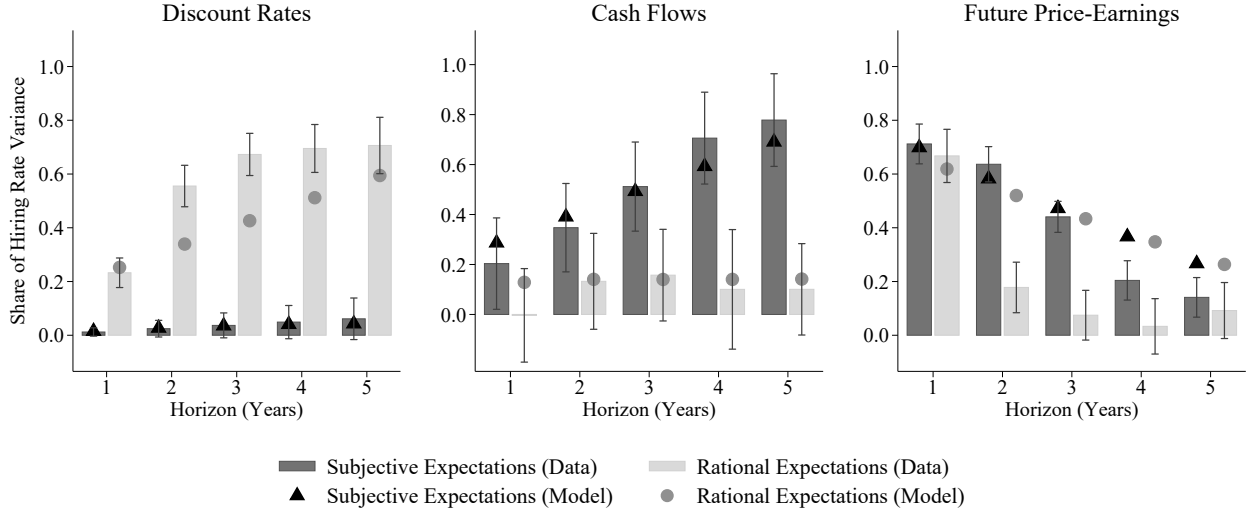 Discount Rates
Cash Flows
Future Price-Earnings
Share of Hiring Rate Variance
1.0
0.8
0.6
0.4
0.2
0.0
1 2 3 4 5
Horizon (Years)
1.0
0.8
0.6
0.4
0.2
0.0
1 2 3 4 5
Horizon (Years)
1.0
0.8
0.6
0.4
0.2
0.0
1 2 3 4 5
Horizon (Years)
Subjective Expectations (Data)
Rational Expectations (Data)
Subjective Expectations (Model)
Rational Expectations (Model)